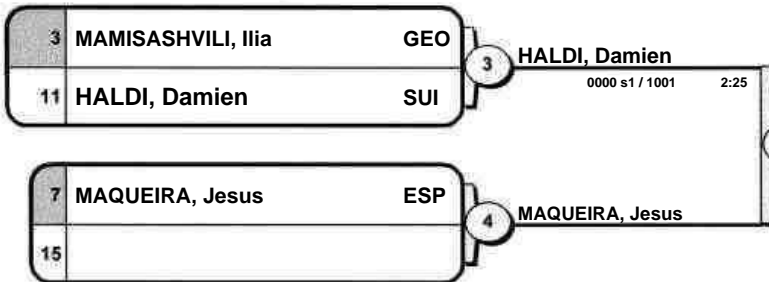 3 MAMISASHVILI, Ilia GEO
11 HALDI, Damien SUI
3 HALDI, Damien
0000 s1 / 1001 2:25
7 MAQUEIRA, Jesus ESP
15
4 MAQUEIRA, Jesus